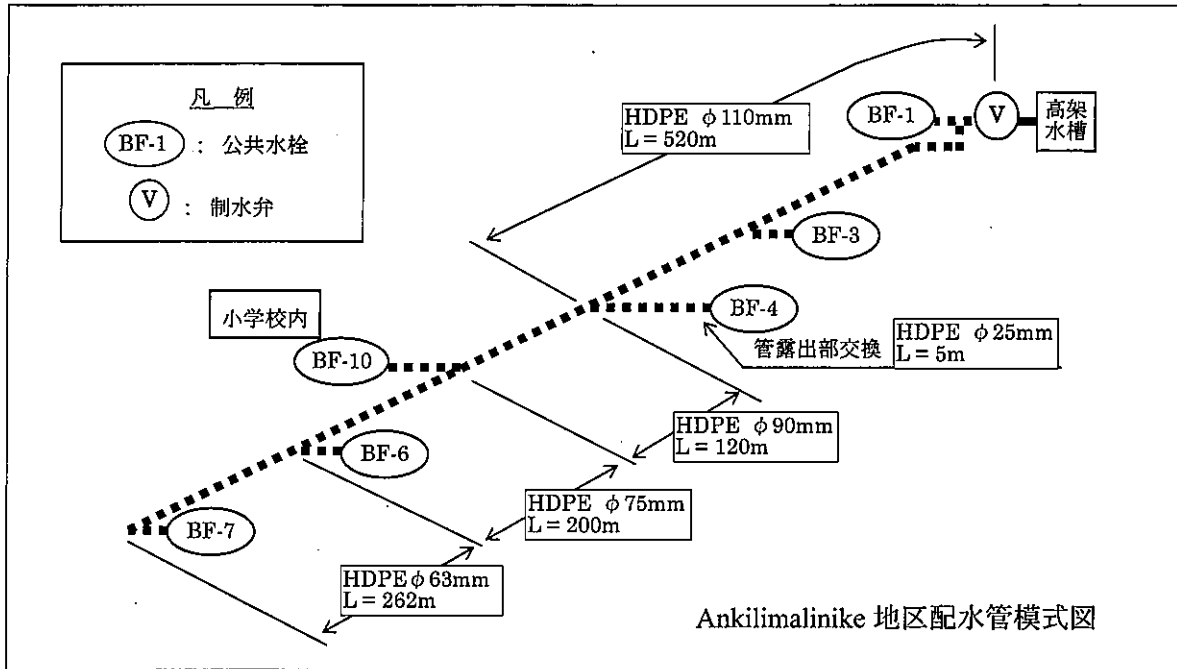 凡 例
BF-1 : 公共水栓
V : 制水弁
HDPE φ110mm
L = 520m
BF-1
V
高架
水槽
BF-3
BF-4
小学校内
BF-10
管露出部交換
HDPE φ25mm
L = 5m
HDPE φ90mm
L = 120m
BF-6
HDPE φ75mm
L = 200m
BF-7
HDPE φ63mm
L = 262m
Ankilimalinike 地区配水管模式図